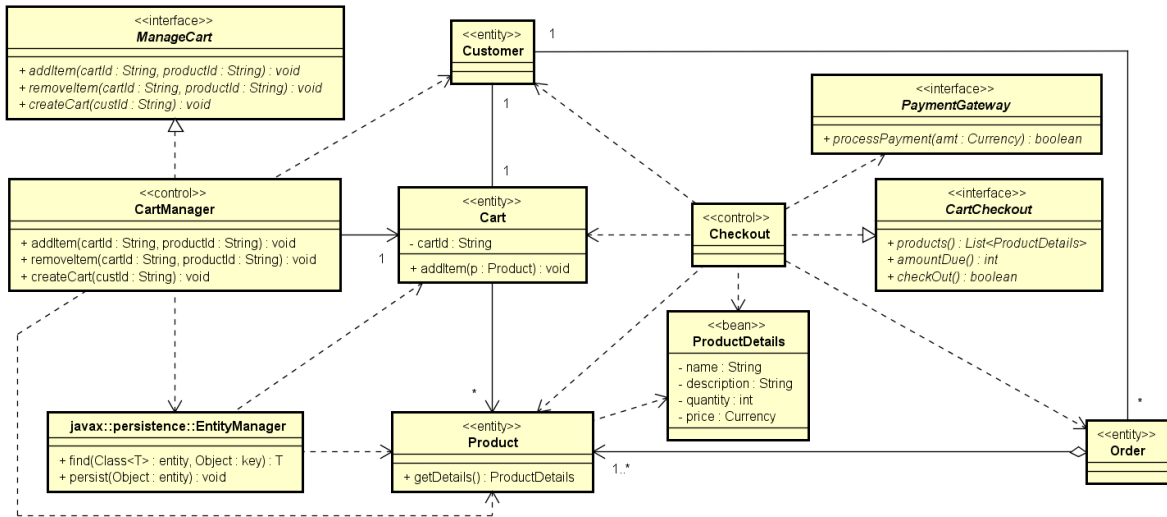 <<interface>>
ManageCart
+ addItem(cartId : String, productId : String) : void
+ removeItem(cartId : String, productId : String) : void
+ createCart(custId : String) : void
<<entity>>
Customer
1
1
1
<<interface>>
PaymentGateway
+ processPayment(amt : Currency) : boolean
<<control>>
CartManager
+ addItem(cartId : String, productId : String) : void
+ removeItem(cartId : String, productId : String) : void
+ createCart(custId : String) : void
1
<<entity>>
Cart
- cartId : String
+ addItem(p : Product) : void
<<control>>
Checkout
<<interface>>
CartCheckout
+ products() : List<ProductDetails>
+ amountDue() : int
+ checkOut() : boolean
<<bean>>
ProductDetails
- name : String
- description : String
- quantity : int
- price : Currency
*
*
javax::persistence::EntityManager
+ find(Class<T> : entity, Object : key) : T
+ persist(Object : entity) : void
<<entity>>
Product
+ getDetails() : ProductDetails
1..*
<<entity>>
Order